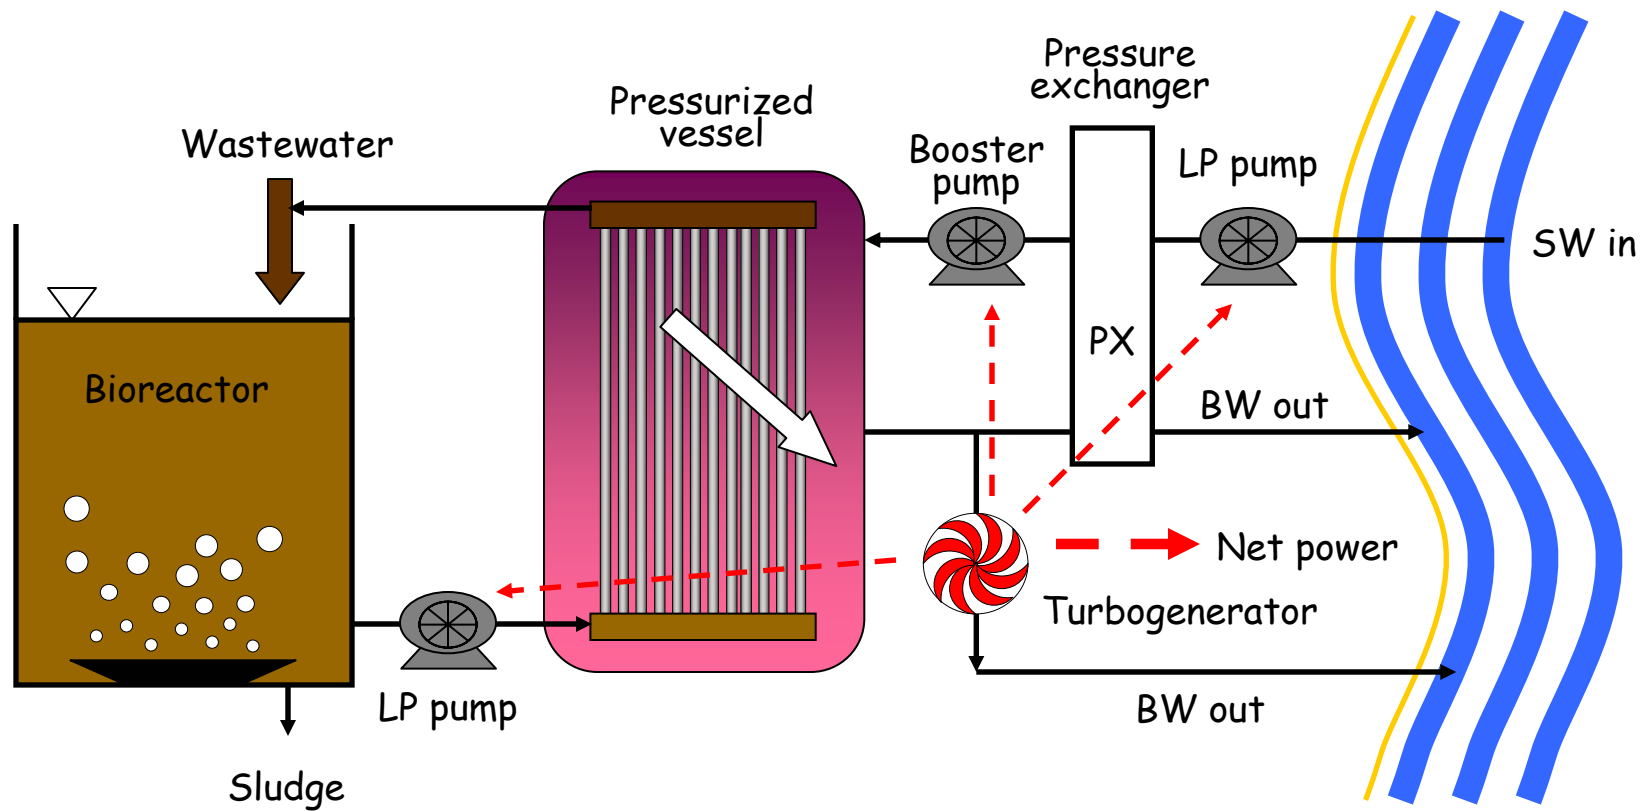 Pressure
exchanger
Pressurized
vessel
Wastewater
Booster
pump
LP pump
SW in
PX
Bioreactor
BW out
Net power
Turbogenerator
LP pump
BW out
Sludge